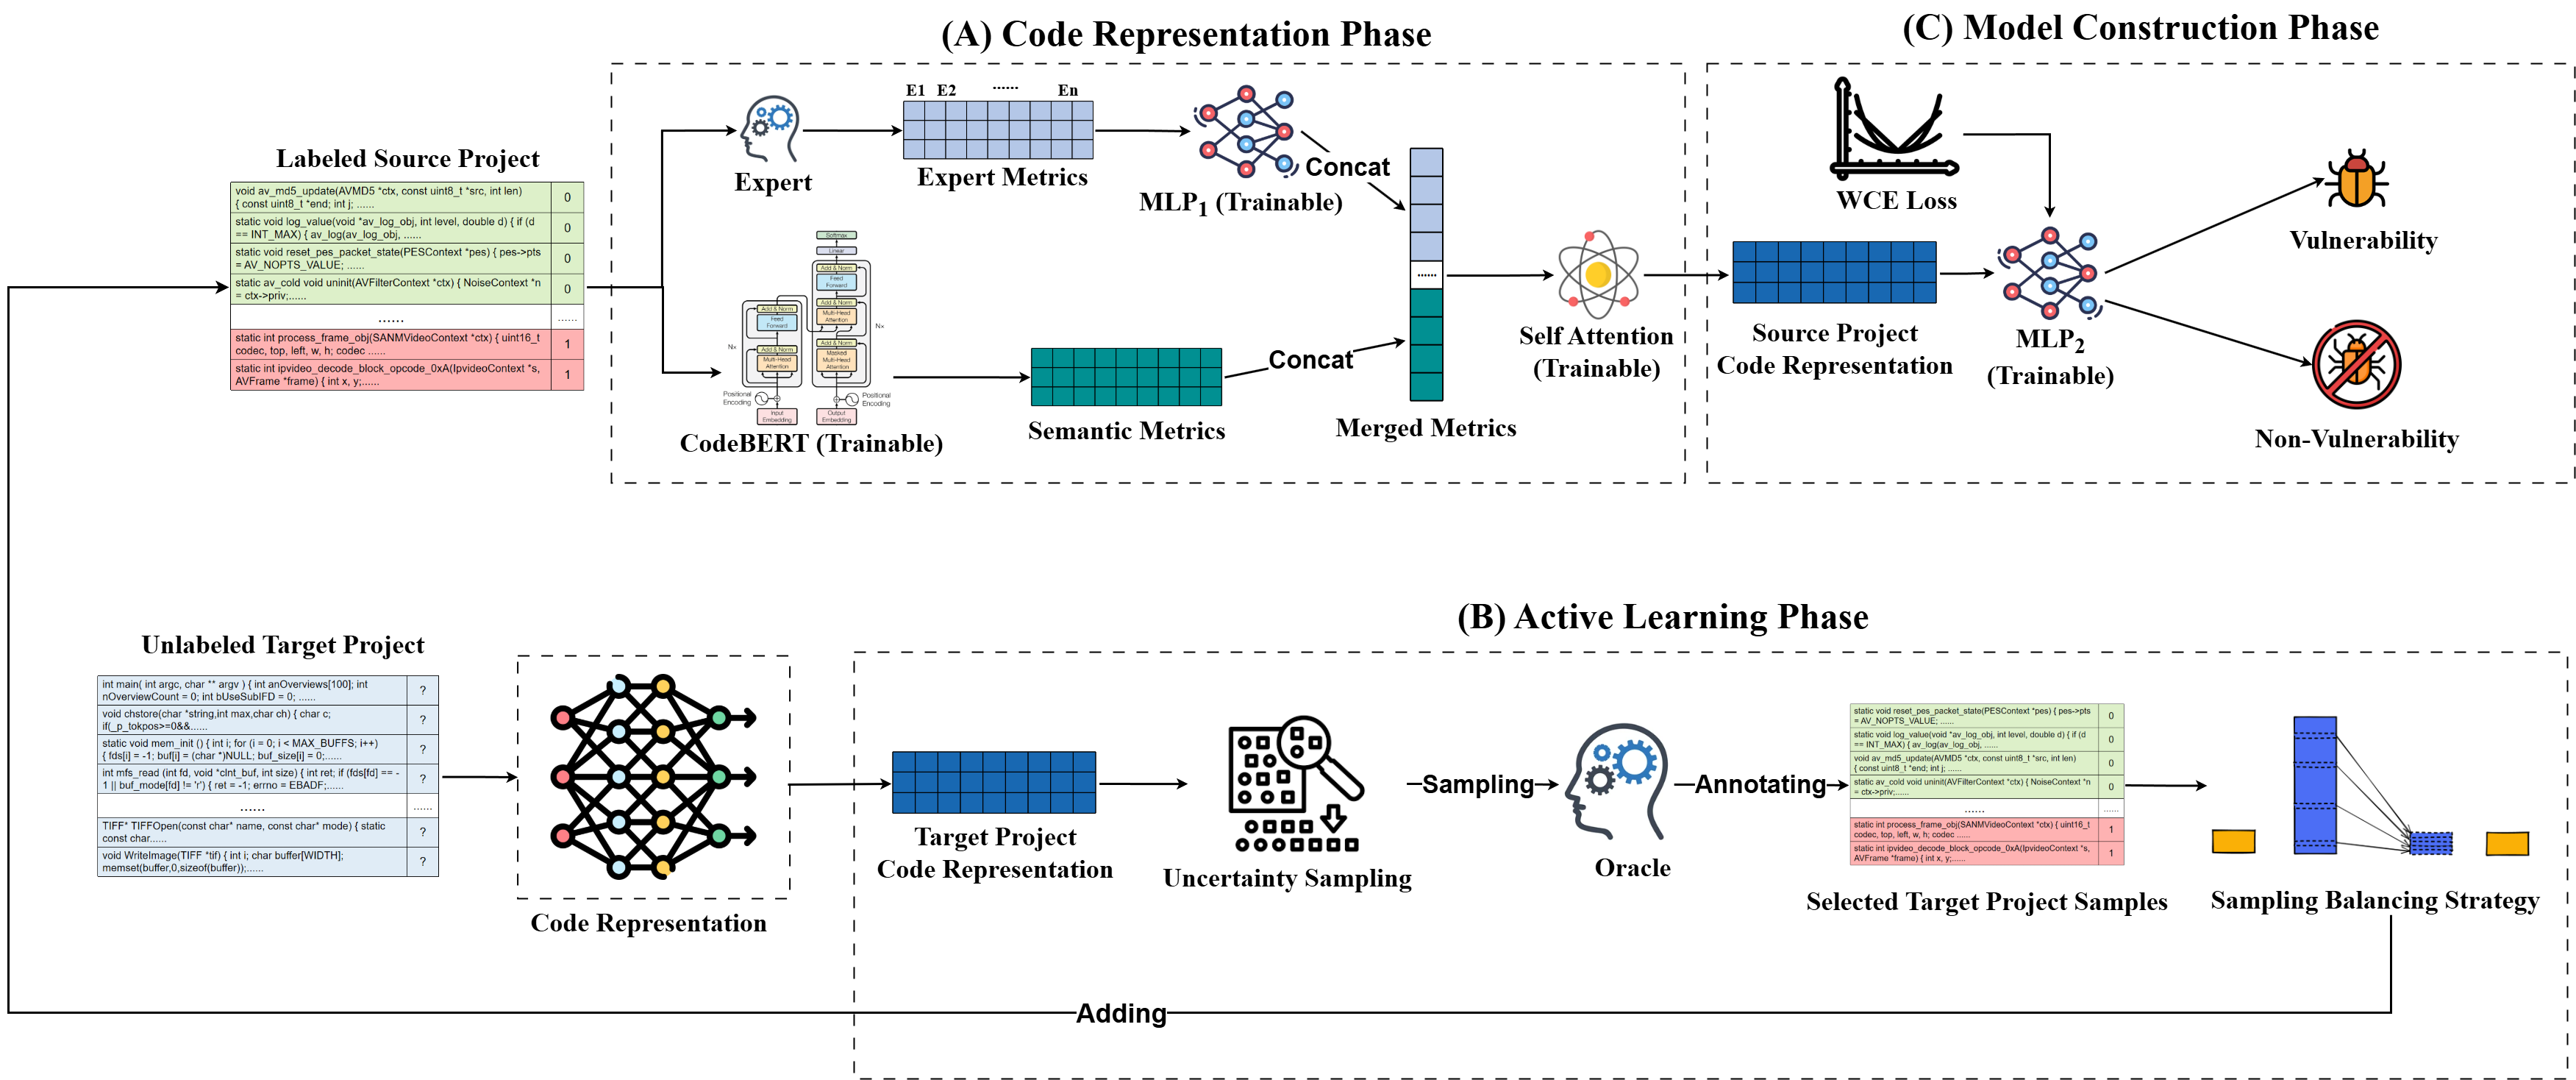 (A) Code Representation Phase
(C) Model Construction Phase
Labeled Source Project
void av_md5_update(AVMD5 *ctx, const uint8_t *src, int len)
{ const uint8_t *end; int j; ......
0
static void log_value(void *av_log_obj, int level, double d) { if (d
== INT_MAX) { av_log(av_log_obj, ......
0
static void reset_pes_packet_state(PESContext *pes) { pes->pts
= AV_NOPTS_VALUE; ......
0
static av_cold void uninit(AVFilterContext *ctx) { NoiseContext *n
= ctx->priv;......
0
......
......
static int process_frame_obj(SANMVideoContext *ctx) { uint16_t
codec, top, left, w, h; codec ......
1
static int ipvideo_decode_block_opcode_0xA(IpvideoContext *s,
AVFrame *frame) { int x, y;......
1
Expert
E1 E2 ...... En
Expert Metrics
MLP1 (Trainable)
Concat
Softmax
Linear
Add & Norm
Feed
Forward
Add & Norm
Multi-Head
Attention
Add & Norm
Masked
Multi-Head
Attention
Nx
Add & Norm
Feed
Forward
Add & Norm
Multi-Head
Attention
Nx
Positional
Encoding
Positional
Encoding
Input
Embedding
Output
Embedding
CodeBERT (Trainable)
Semantic Metrics
Concat
......
Merged Metrics
Self Attention
(Trainable)
WCE Loss
Source Project
Code Representation
MLP2
(Trainable)
Vulnerability
Non-Vulnerability
(B) Active Learning Phase
Unlabeled Target Project
int main( int argc, char ** argv ) { int anOverviews[100]; int
nOverviewCount = 0; int bUseSubIFD = 0; ......
?
void chstore(char *string,int max,char ch) { char c;
if(_p_tokpos>=0&&......
?
static void mem_init () { int i; for (i = 0; i < MAX_BUFFS; i++)
{ fds[i] = -1; buf[i] = (char *)NULL; buf_size[i] = 0;......
?
int mfs_read (int fd, void *clnt_buf, int size) { int ret; if (fds[fd] == -
1 || buf_mode[fd] != 'r') { ret = -1; errno = EBADF;......
?
......
......
TIFF* TIFFOpen(const char* name, const char* mode) { static
const char......
?
void WriteImage(TIFF *tif) { int i; char buffer[WIDTH];
memset(buffer,0,sizeof(buffer));......
?
Code Representation
Target Project
Code Representation
Uncertainty Sampling
Sampling
Oracle
Annotating
static void reset_pes_packet_state(PESContext *pes) { pes->pts
= AV_NOPTS_VALUE; ......
0
static void log_value(void *av_log_obj, int level, double d) { if (d
== INT_MAX) { av_log(av_log_obj, ......
0
void av_md5_update(AVMD5 *ctx, const uint8_t *src, int len)
{ const uint8_t *end; int j; ......
0
static av_cold void uninit(AVFilterContext *ctx) { NoiseContext *n
= ctx->priv;......
0
......
......
static int process_frame_obj(SANMVideoContext *ctx) { uint16_t
codec, top, left, w, h; codec ......
1
static int ipvideo_decode_block_opcode_0xA(IpvideoContext *s,
AVFrame *frame) { int x, y;......
1
Selected Target Project Samples
Sampling Balancing Strategy
Adding